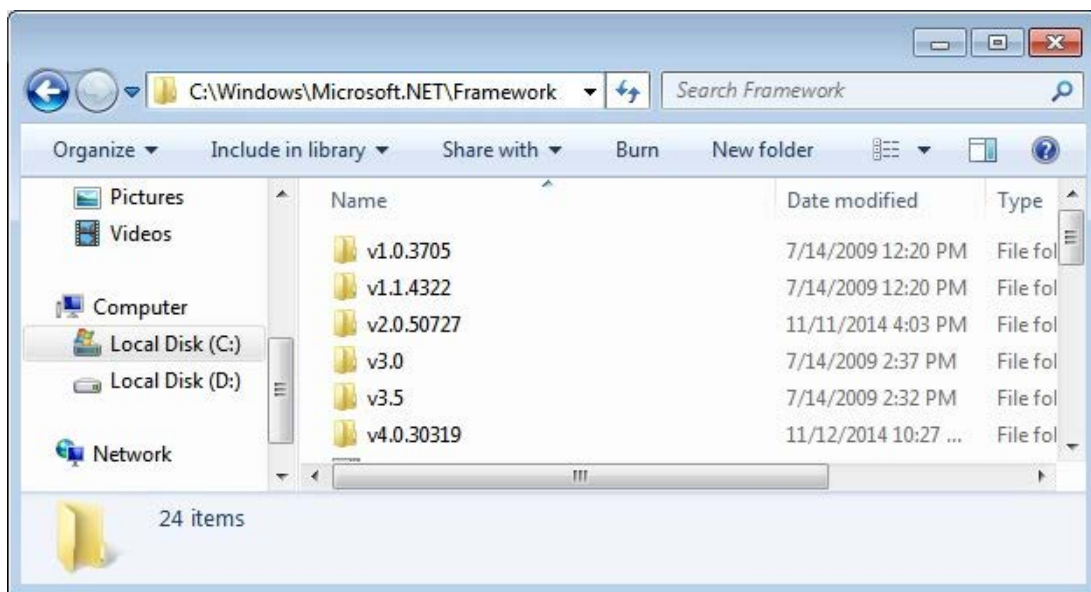 C:\Windows\Microsoft.NET\Framework
Search Framework
Organize
Include in library
Share with
Burn
New folder
Pictures
Videos
Computer
Local Disk (C:)
Local Disk (D:)
Network
Name Date modified Type
v1.0.3705 7/14/2009 12:20 PM File fol
v1.1.4322 7/14/2009 12:20 PM File fol
v2.0.50727 11/11/2014 4:03 PM File fol
v3.0 7/14/2009 2:37 PM File fol
v3.5 7/14/2009 2:32 PM File fol
v4.0.30319 11/12/2014 10:27 ... File fol
24 items